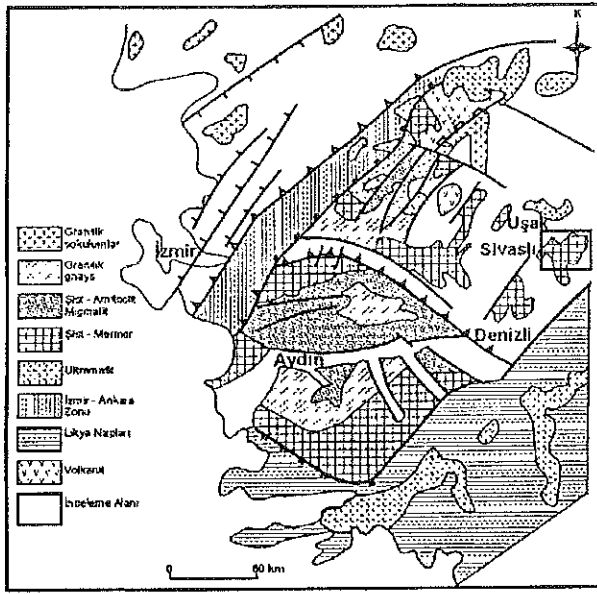 K
Granitik
sokulumlar
Granitik
gnays
Şist - Amfibolit
Migmatit
Şist - Mermer
Ultramafik
İzmir - Ankara
Zonu
Likya Napları
Volkanit
İnceleme Alanı
İzmir
Uşak
Sivaslı
Denizli
Aydın
0 60 km